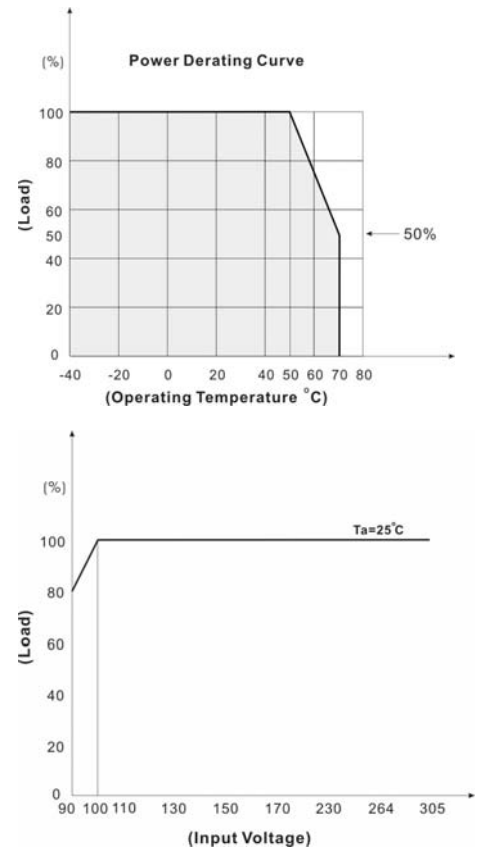 Power Derating Curve
(%)
100
80
60
50
40
20
0
(Load)
50%
-40 -20 0 20 40 50 60 70 80
(Operating Temperature °C)
(%)
Ta=25°C
100
80
60
40
20
0
(Load)
90 100 110 130 150 170 230 264 305
(Input Voltage)